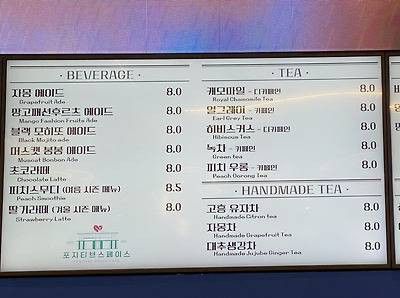 · BEVERAGE ·
자몽 에이드 8.0
Grapefruit Ade
망고패션후르츠 에이드 8.0
Mango Fashion Fruits Ade
블랙 모히또 에이드 8.0
Black Mojito ade
머스캣 봉봉 에이드 8.0
Muscat Bonbon Ade
초코라떼 8.0
Chocolate Latte
피치스무디 (여름 시즌 메뉴) 8.5
Peach Smoothie
딸기라떼 (겨울 시즌 메뉴) 8.0
Strawberry Latte
포지티브스페이스
· TEA ·
캐모마일 - 디카페인 8.0
Royal Chamomile Tea
얼그레이 - 카페인 8.0
Earl Grey Tea
히비스커스 - 디카페인 8.0
Hibiscus Tea
녹차 - 카페인 8.0
Green tea
피치 우롱 - 카페인 8.0
Peach Oolong Tea
· HANDMADE TEA ·
고흥 유자차 8.0
Handmade Citron tea
자몽차 8.0
Handmade Grapefruit Tea
대추생강차 8.0
Handmade Jujube Ginger Tea